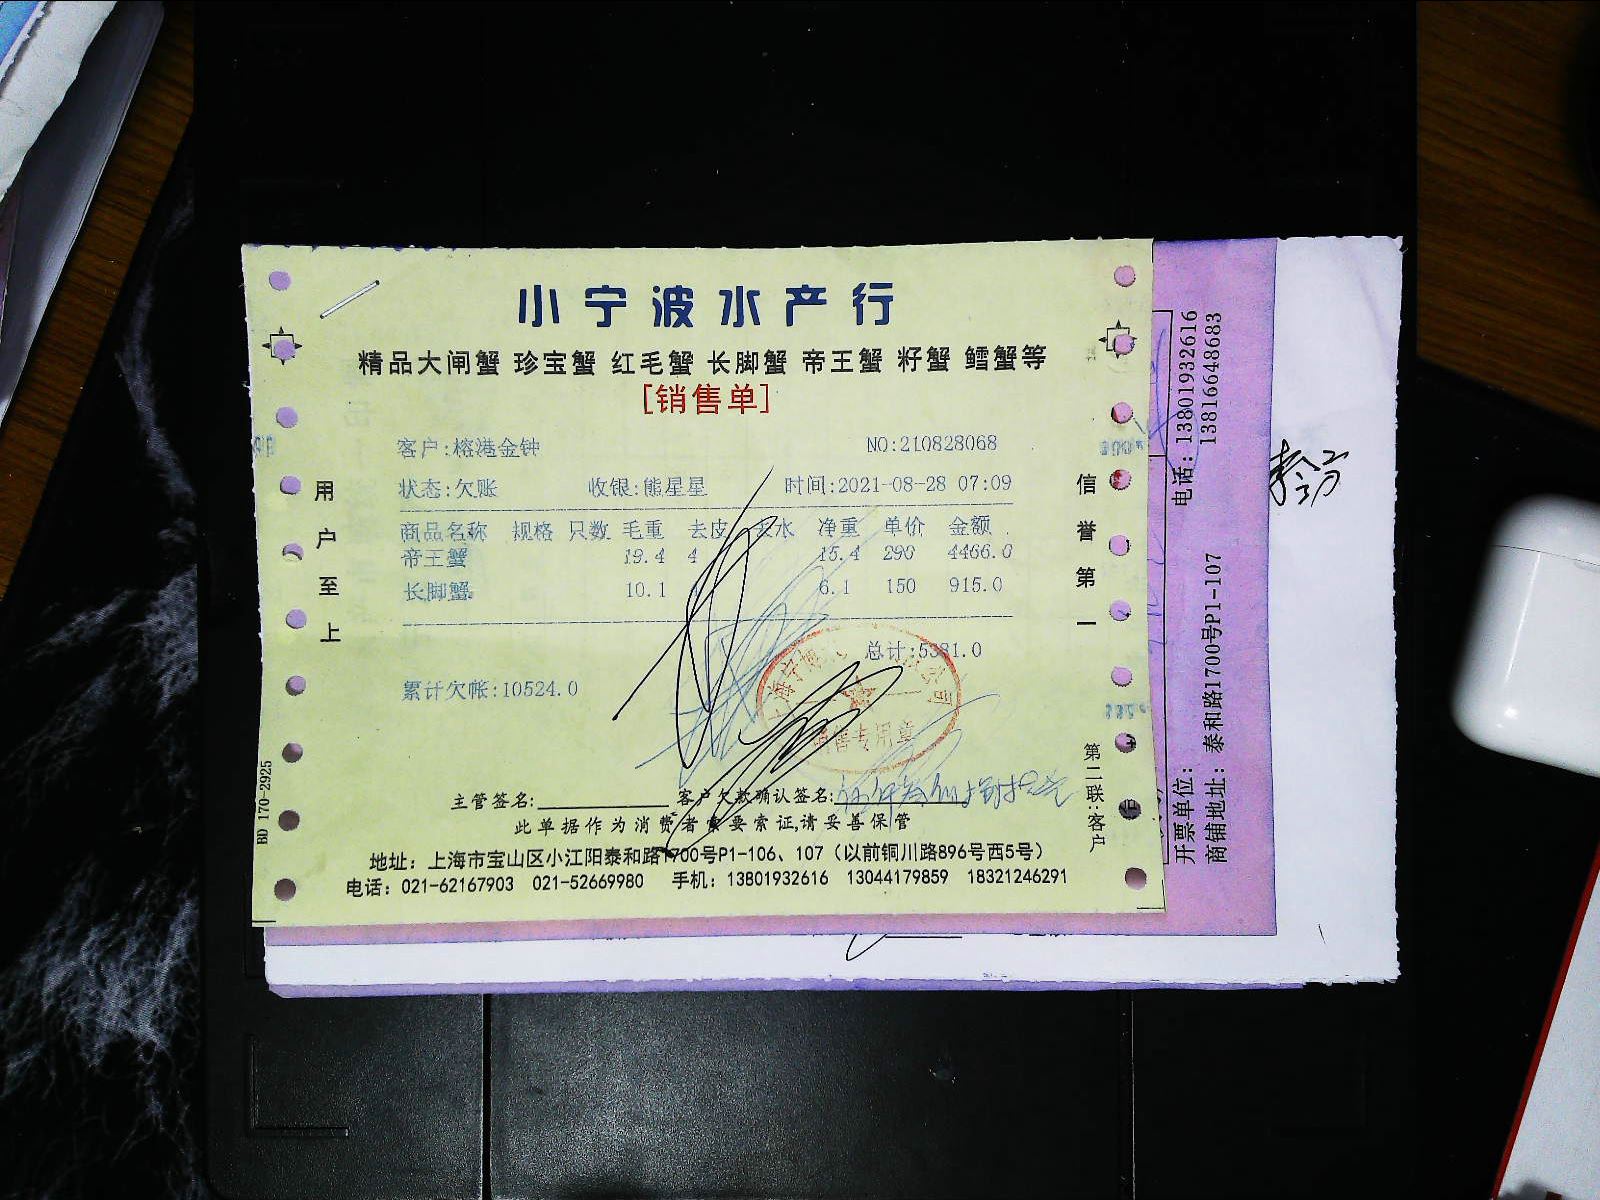 小宁波水产行
精品大闸蟹 珍宝蟹 红毛蟹 长脚蟹 帝王蟹 籽蟹 鳕蟹等
[销售单]
客户:榕港金钟 NO:210828068
状态:欠账 收银:熊星星 时间:2021-08-28 07:09
商品名称 规格 只数 毛重 去皮 去水 净重 单价 金额
帝王蟹 19.4 4 15.4 290 4466.0
长脚蟹 10.1 6.1 150 915.0
总计:5381.0
累计欠帐:10524.0
用户至上
信誉第一
第二联:客户
BD 170-2925
主管签名: 客户欠款确认签名:
此单据作为消费者索要索证,请妥善保管
地址：上海市宝山区小江阳泰和路1700号P1-106、107（以前铜川路896号西5号）
电话：021-62167903 021-52669980 手机：13801932616 13044179859 18321246291
销售专用章
电话：13801932616
13816648683
开票单位：
商铺地址：泰和路1700号P1-107